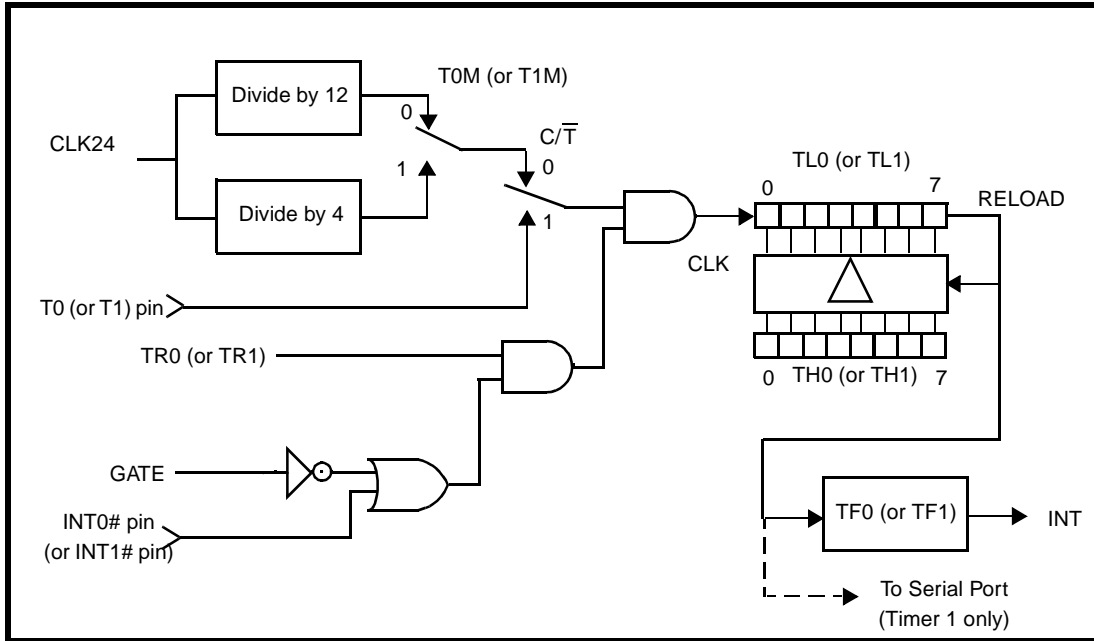 T0M (or T1M)
Divide by 12
0
CLK24
C/T̅
0
1
TL0 (or TL1)
0 7
Divide by 4
1
RELOAD
CLK
T0 (or T1) pin
TR0 (or TR1)
0 TH0 (or TH1) 7
GATE
INT0# pin
(or INT1# pin)
TF0 (or TF1)
INT
To Serial Port
(Timer 1 only)